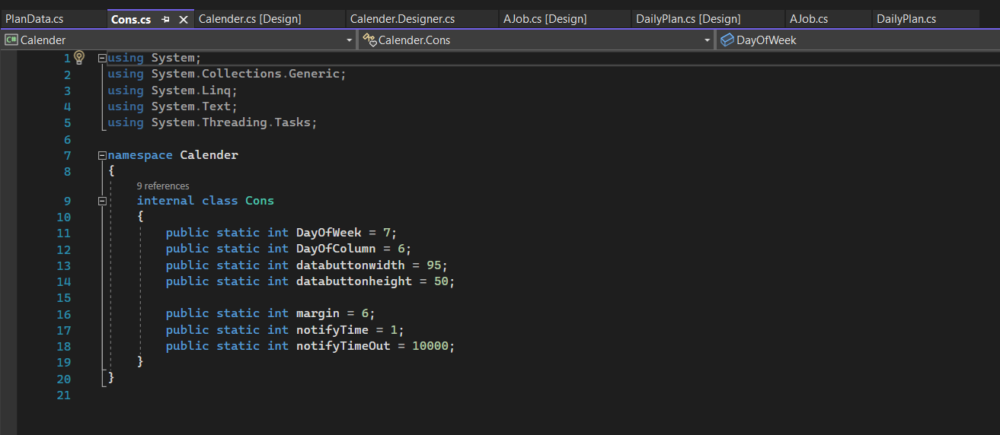 PlanData.cs Cons.cs Calender.cs [Design] Calender.Designer.cs AJob.cs [Design] DailyPlan.cs [Design] AJob.cs DailyPlan.cs
C# Calender Calender.Cons DayOfWeek
1 using System;
2 using System.Collections.Generic;
3 using System.Linq;
4 using System.Text;
5 using System.Threading.Tasks;
6
7 namespace Calender
8 {
9 references
9 internal class Cons
10 {
11 public static int DayOfWeek = 7;
12 public static int DayOfColumn = 6;
13 public static int databuttonwidth = 95;
14 public static int databuttonheight = 50;
15
16 public static int margin = 6;
17 public static int notifyTime = 1;
18 public static int notifyTimeOut = 10000;
19 }
20 }
21